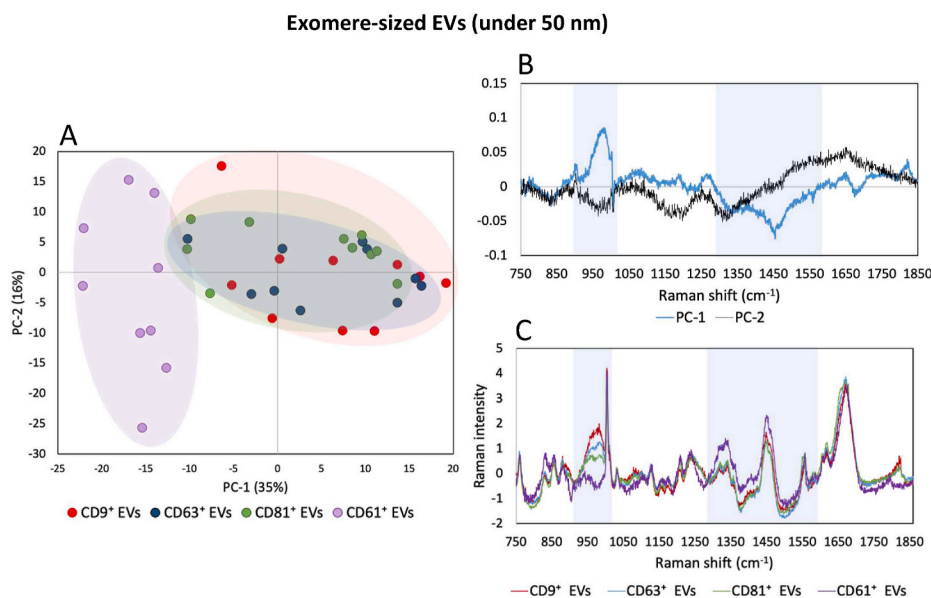 Exomere-sized EVs (under 50 nm)
A
20
15
10
5
0
-5
-10
-15
-20
-25
-30
PC-2 (16%)
-25 -20 -15 -10 -5 0 5 10 15 20
PC-1 (35%)
CD9⁺ EVs CD63⁺ EVs CD81⁺ EVs CD61⁺ EVs
B
0.15
0.1
0.05
0
-0.05
-0.1
750 850 950 1050 1150 1250 1350 1450 1550 1650 1750 1850
Raman shift (cm⁻¹)
PC-1 PC-2
C
5
4
3
2
1
0
-1
-2
Raman intensity
750 850 950 1050 1150 1250 1350 1450 1550 1650 1750 1850
Raman shift (cm⁻¹)
CD9⁺ EVs CD63⁺ EVs CD81⁺ EVs CD61⁺ EVs